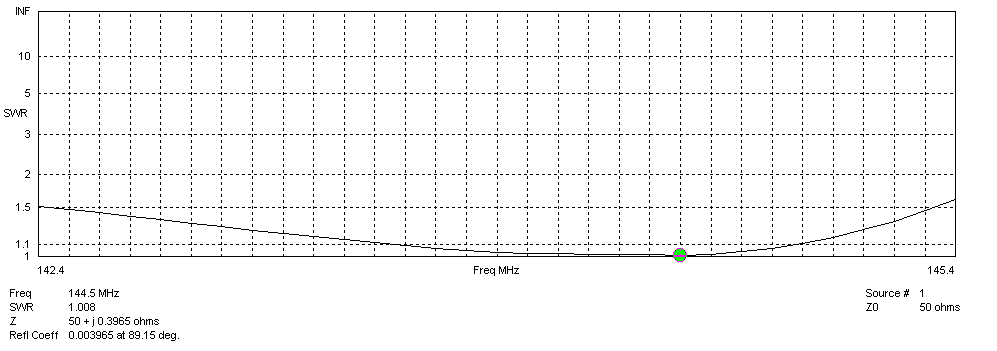 INF
10
5
SWR
3
2
1.5
1.1
1
142.4 Freq MHz 145.4
Freq 144.5 MHz Source # 1
SWR 1.008 Z0 50 ohms
Z 50 + j 0.3965 ohms
Refl Coeff 0.003965 at 89.15 deg.